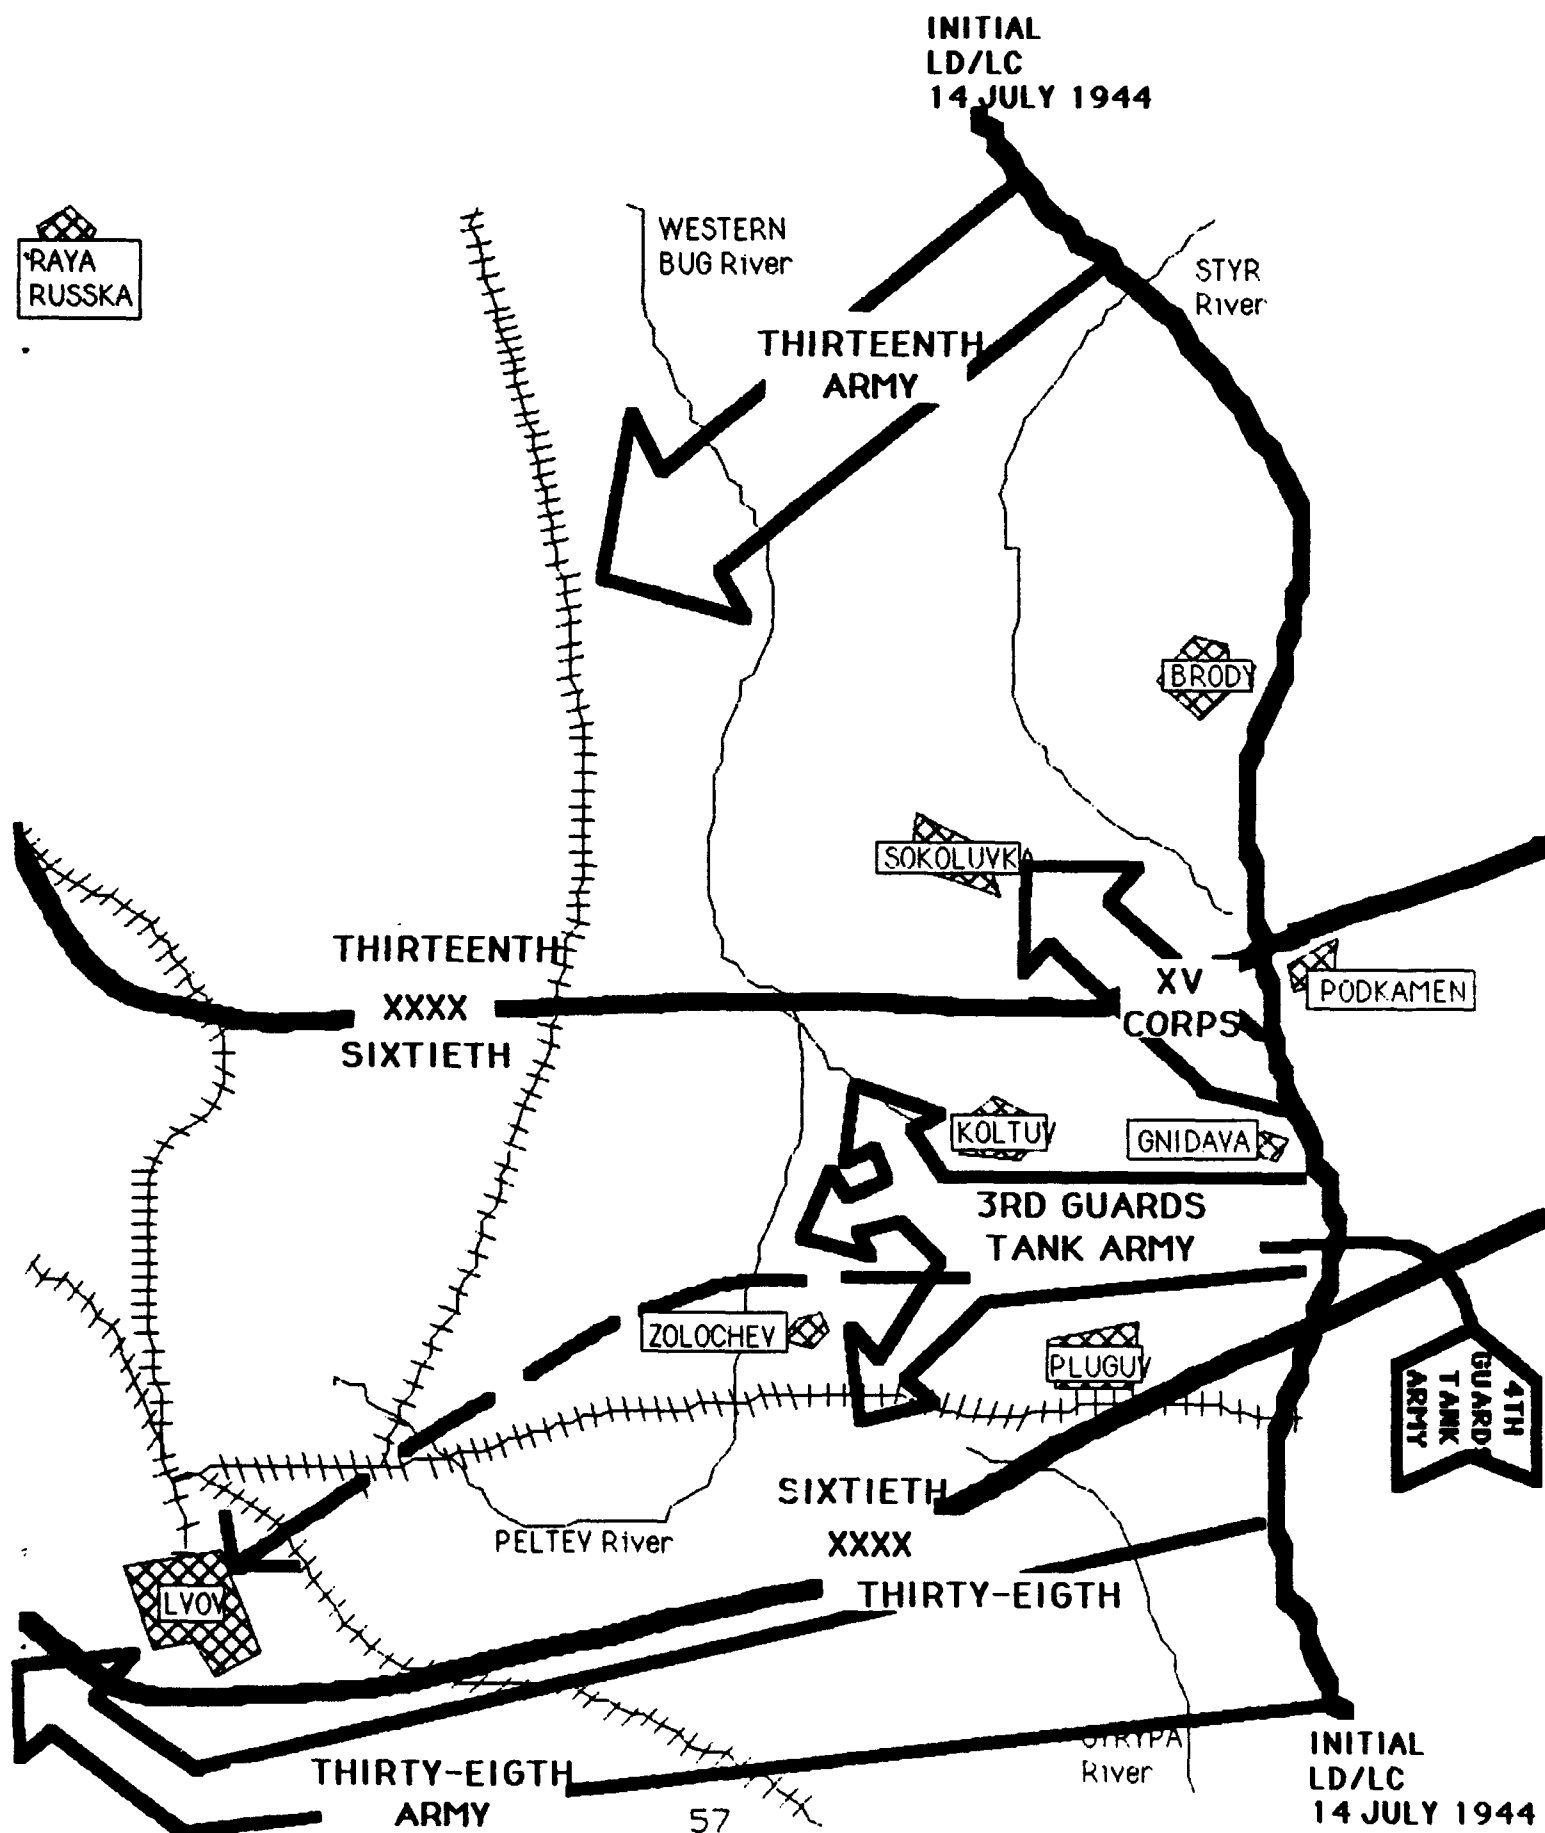 INITIAL
LD/LC
14 JULY 1944
RAYA
RUSSKA
WESTERN
BUG River
STYR
River
THIRTEENTH
ARMY
BRODY
SOKOLUVKA
THIRTEENTH
XXXX
SIXTIETH
XV
CORPS
PODKAMEN
KOLTUV
GNIDAVA
3RD GUARDS
TANK ARMY
ZOLOCHEV
PLUGUV
4TH
GUARDS
TANK
ARMY
SIXTIETH
XXXX
THIRTY-EIGTH
PELTEV River
LVOV
River
THIRTY-EIGTH
ARMY
INITIAL
LD/LC
14 JULY 1944
57